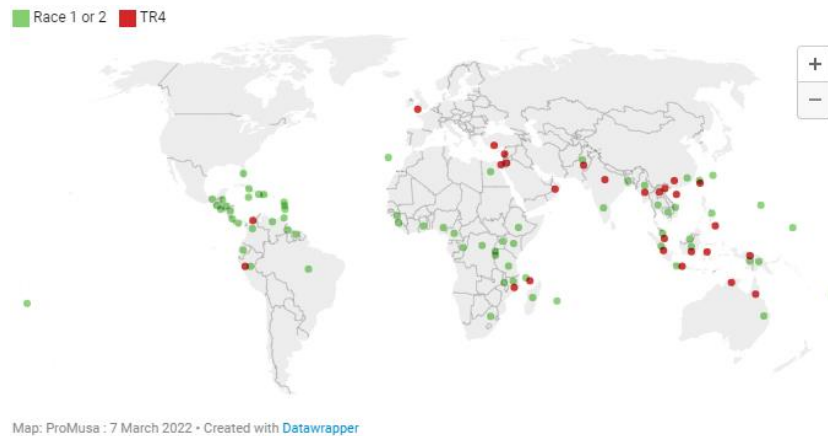 Race 1 or 2 TR4
+
−
Map: ProMusa : 7 March 2022 • Created with Datawrapper